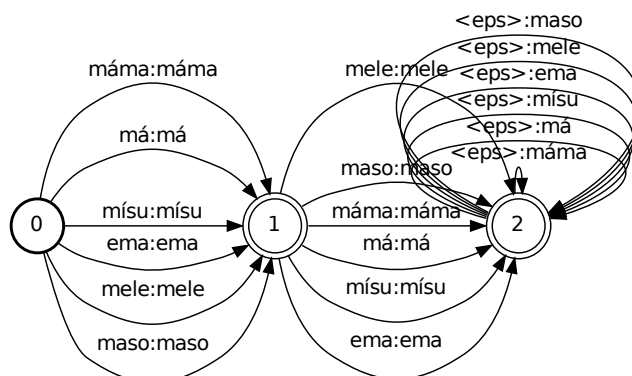 <eps>:maso
<eps>:mele
<eps>:ema
<eps>:mísu
<eps>:má
<eps>:máma
máma:máma
má:má
mísu:mísu
ema:ema
mele:mele
maso:maso
mele:mele
maso:maso
máma:máma
má:má
mísu:mísu
ema:ema
0
1
2